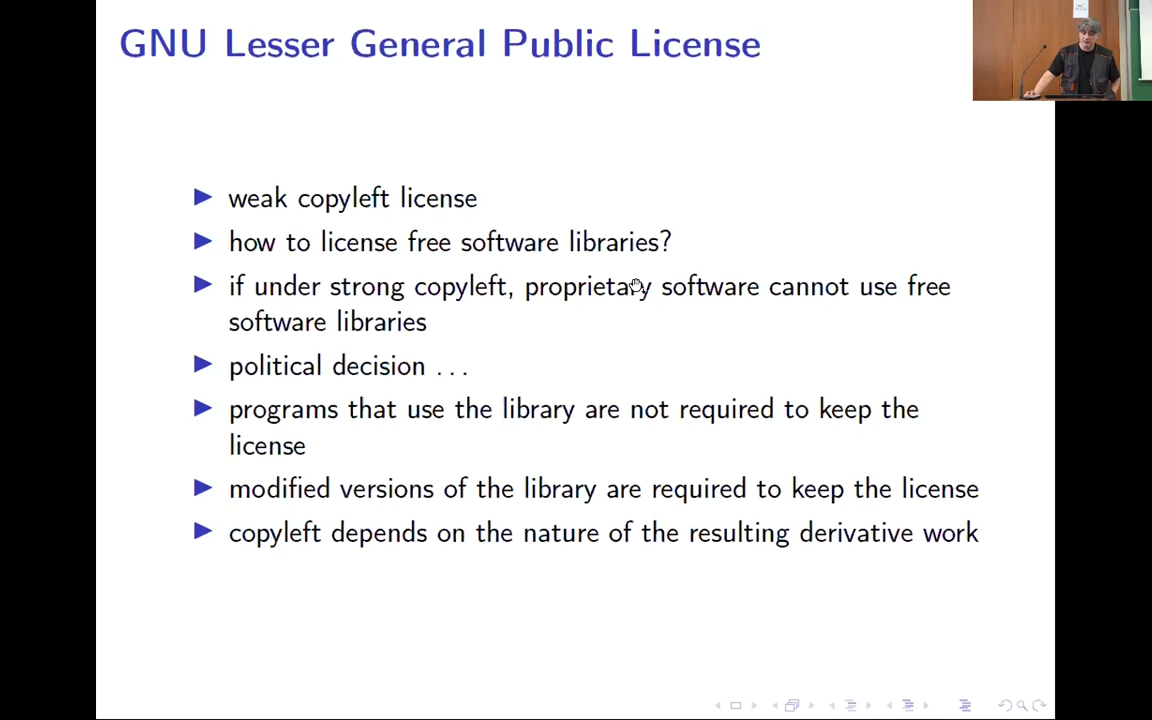 GNU Lesser General Public License
weak copyleft license
how to license free software libraries?
if under strong copyleft, proprietary software cannot use free
software libraries
political decision . . .
programs that use the library are not required to keep the
license
modified versions of the library are required to keep the license
copyleft depends on the nature of the resulting derivative work